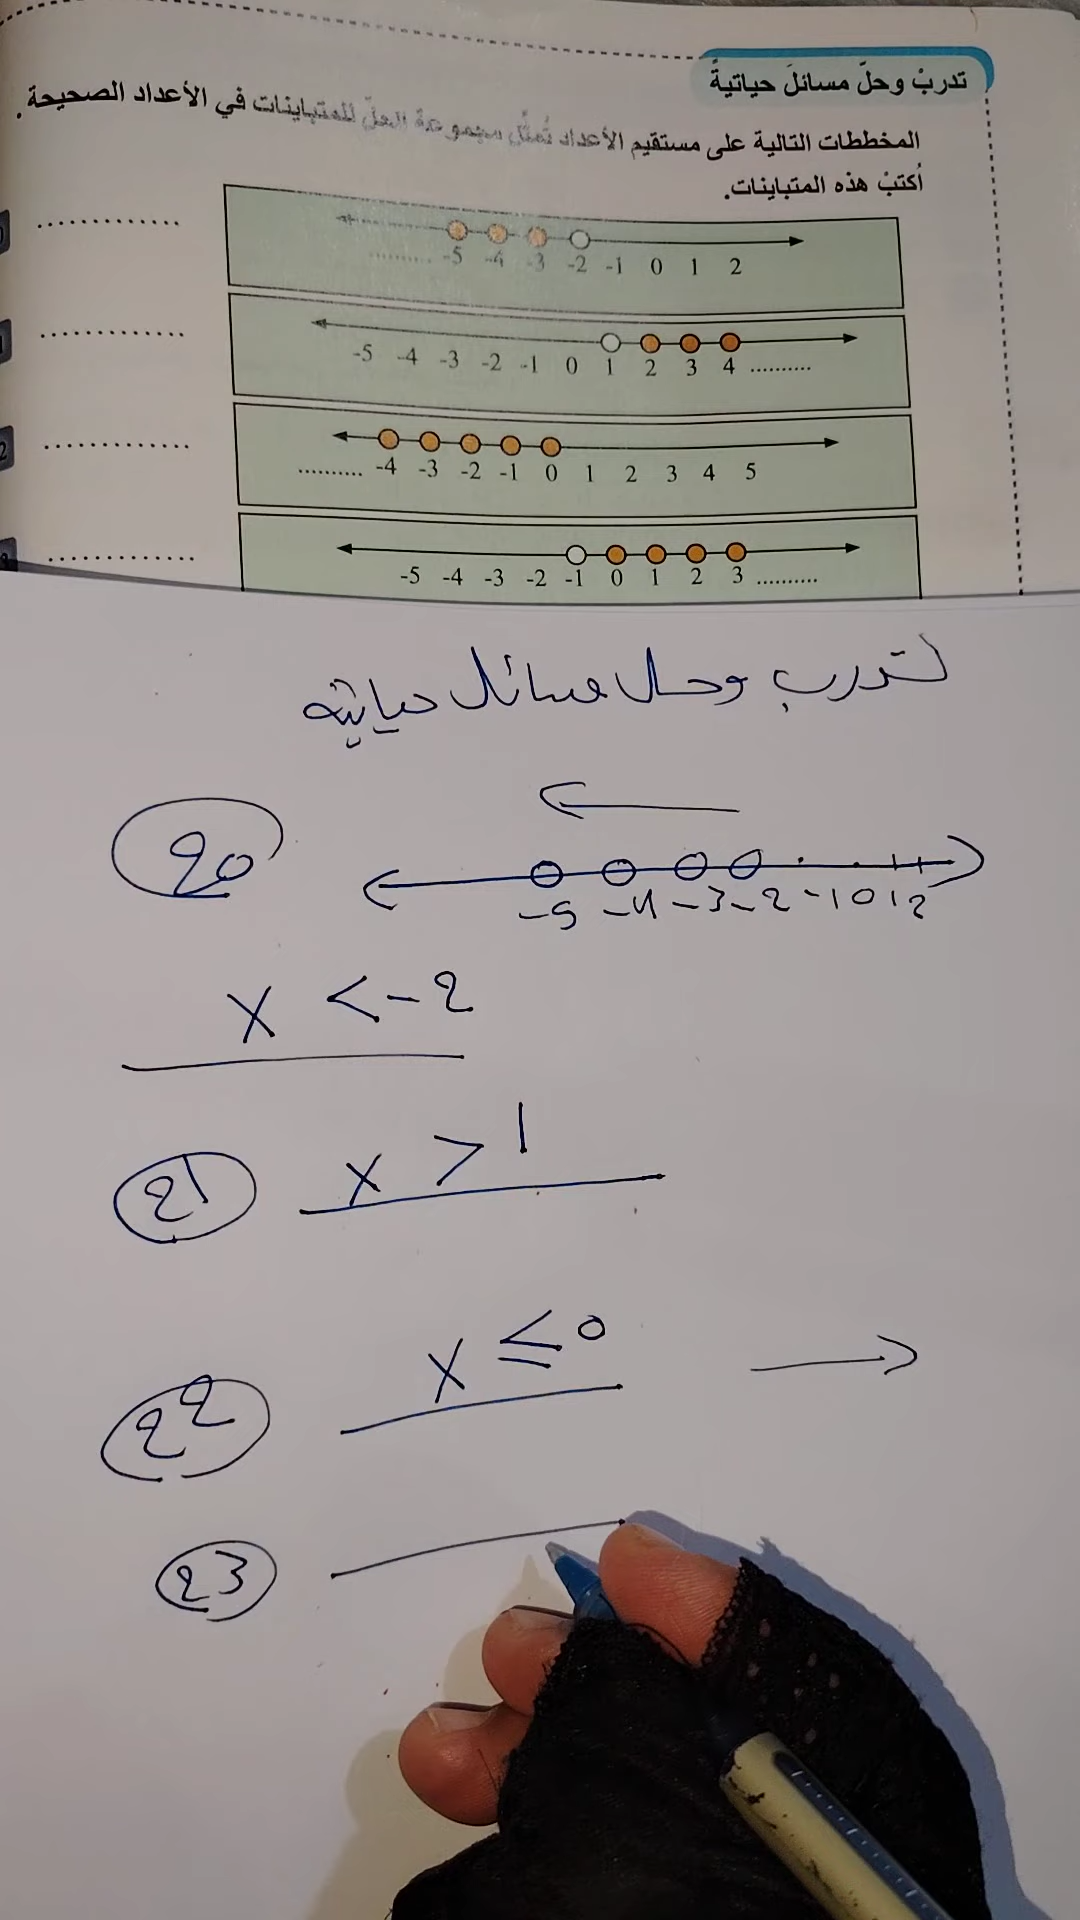 تدربْ وحلّ مسائلَ حياتيةً
المخططات التالية على مستقيم الأعداد تُمثّل مجموعة الحلّ للمتباينات في الأعداد الصحيحة.
أكتبْ هذه المتباينات.
..........
.......... -5 -4 -3 -2 -1 0 1 2
..........
-5 -4 -3 -2 -1 0 1 2 3 4 ..........
2 ..........
.......... -4 -3 -2 -1 0 1 2 3 4 5
..........
-5 -4 -3 -2 -1 0 1 2 3 ..........
تدرب وحل مسائل حياتيه
20
-5 -4 -3 -2 -1 0 1 2
x < -2
21 x > 1
22 x ≤ 0
23